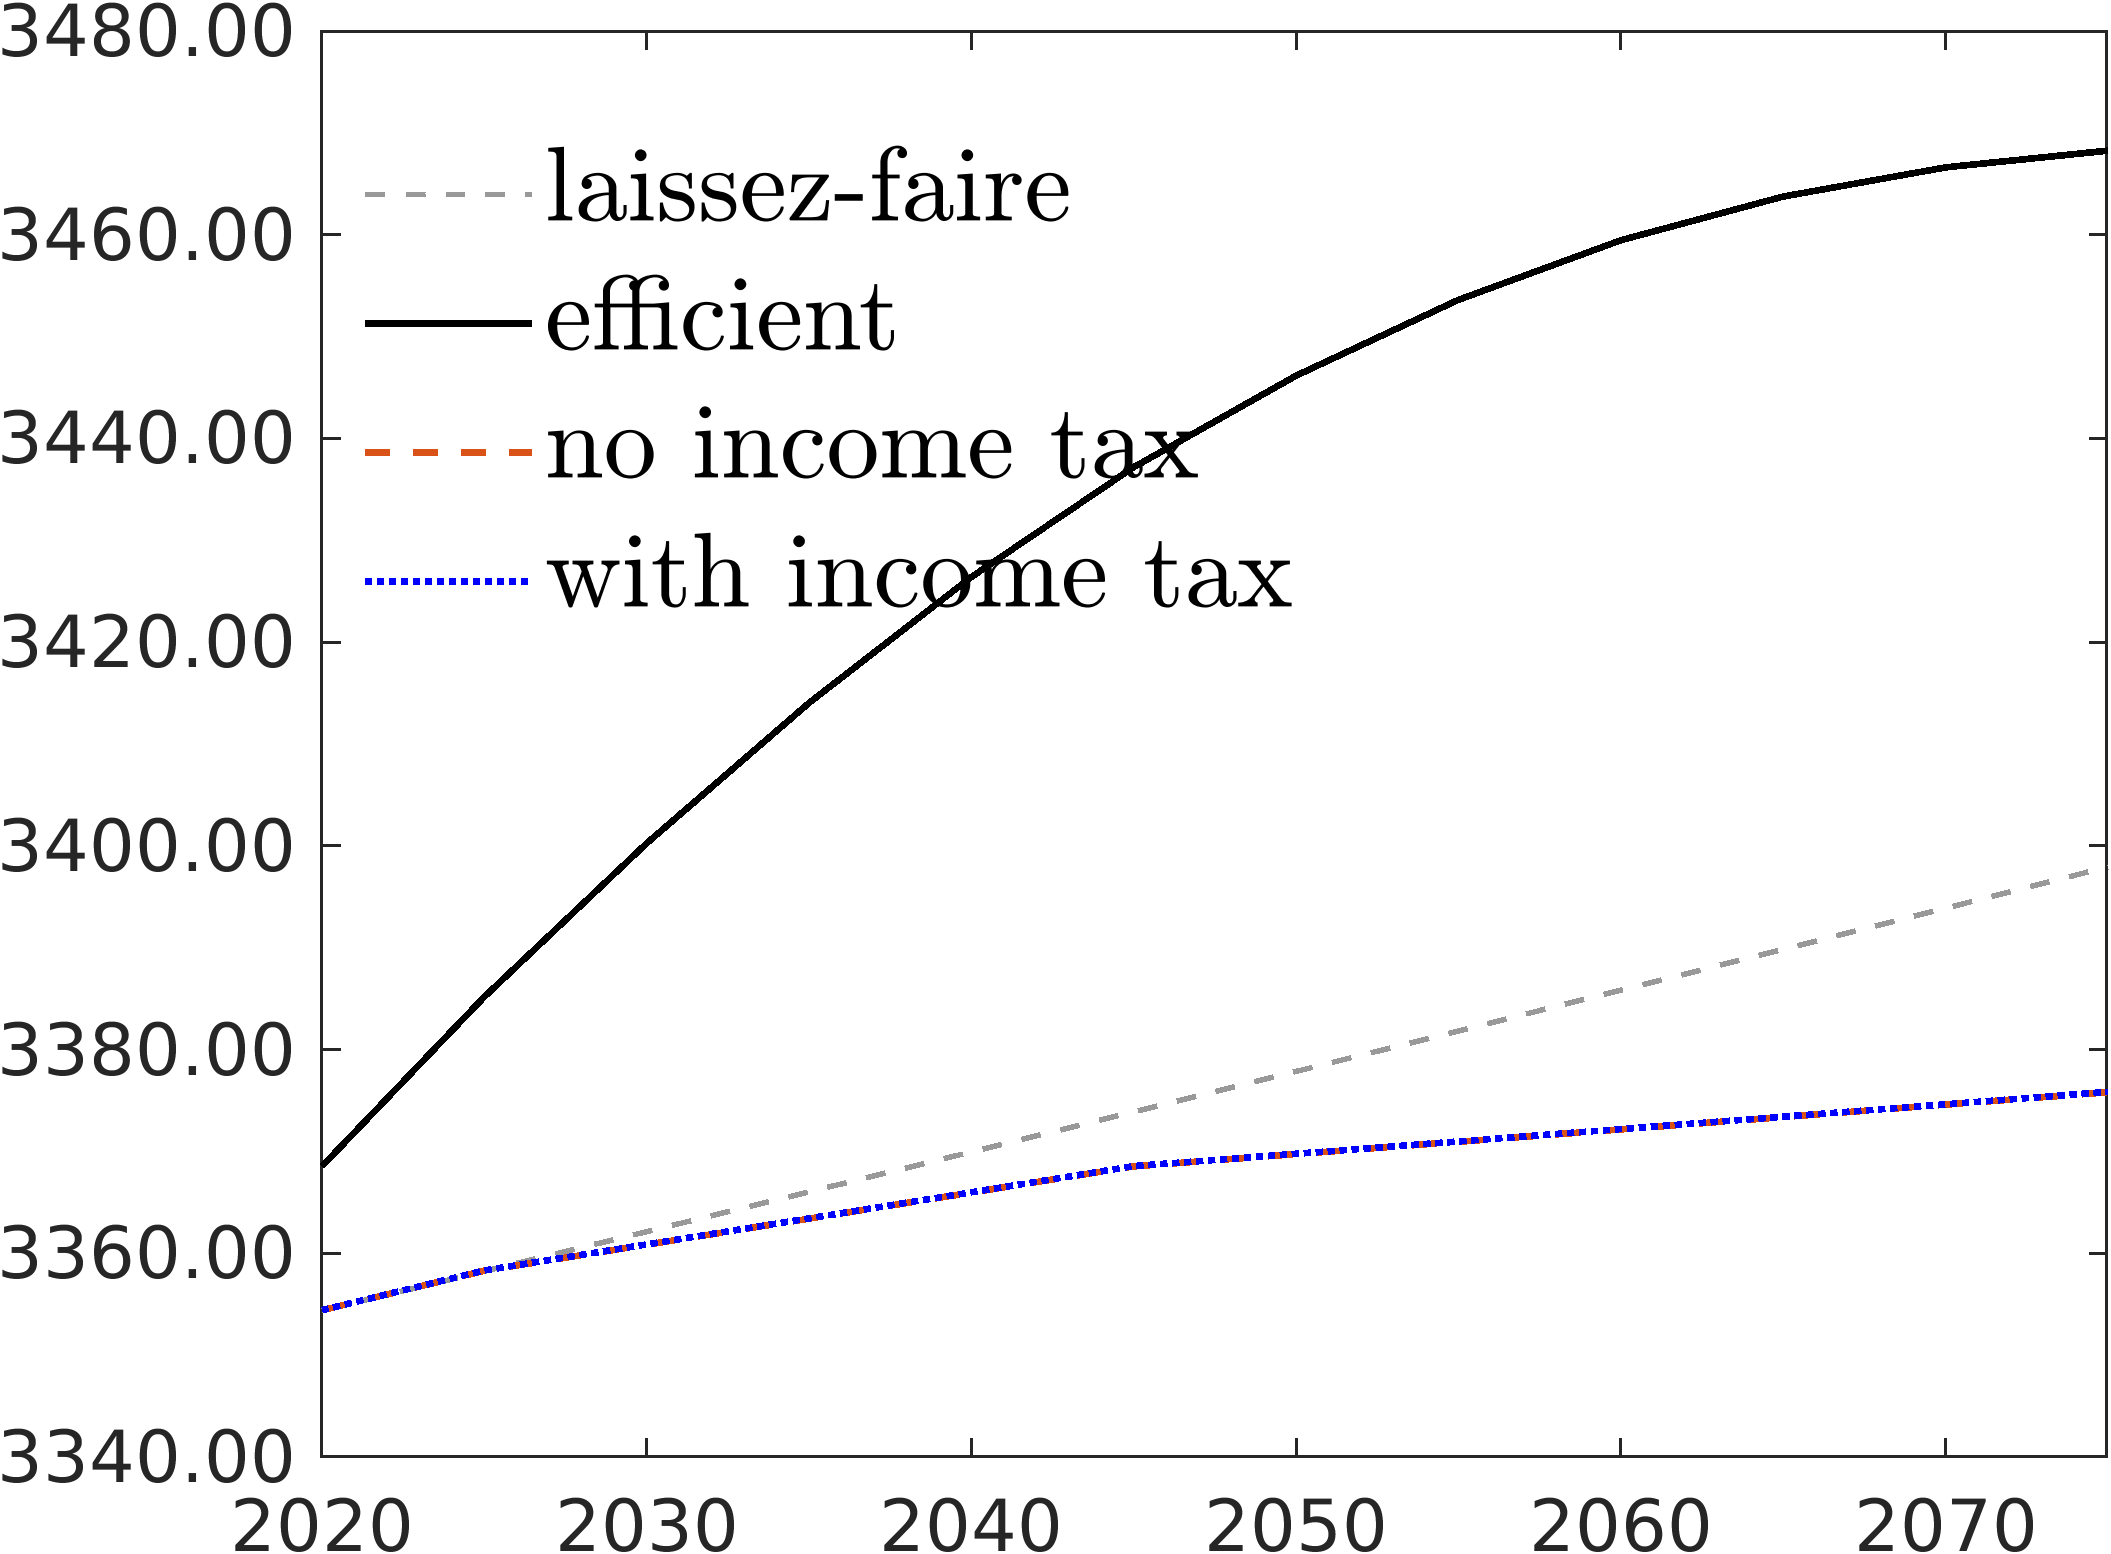 3480.00
3460.00
3440.00
3420.00
3400.00
3380.00
3360.00
3340.00
laissez-faire
efficient
no income tax
with income tax
2020 2030 2040 2050 2060 2070